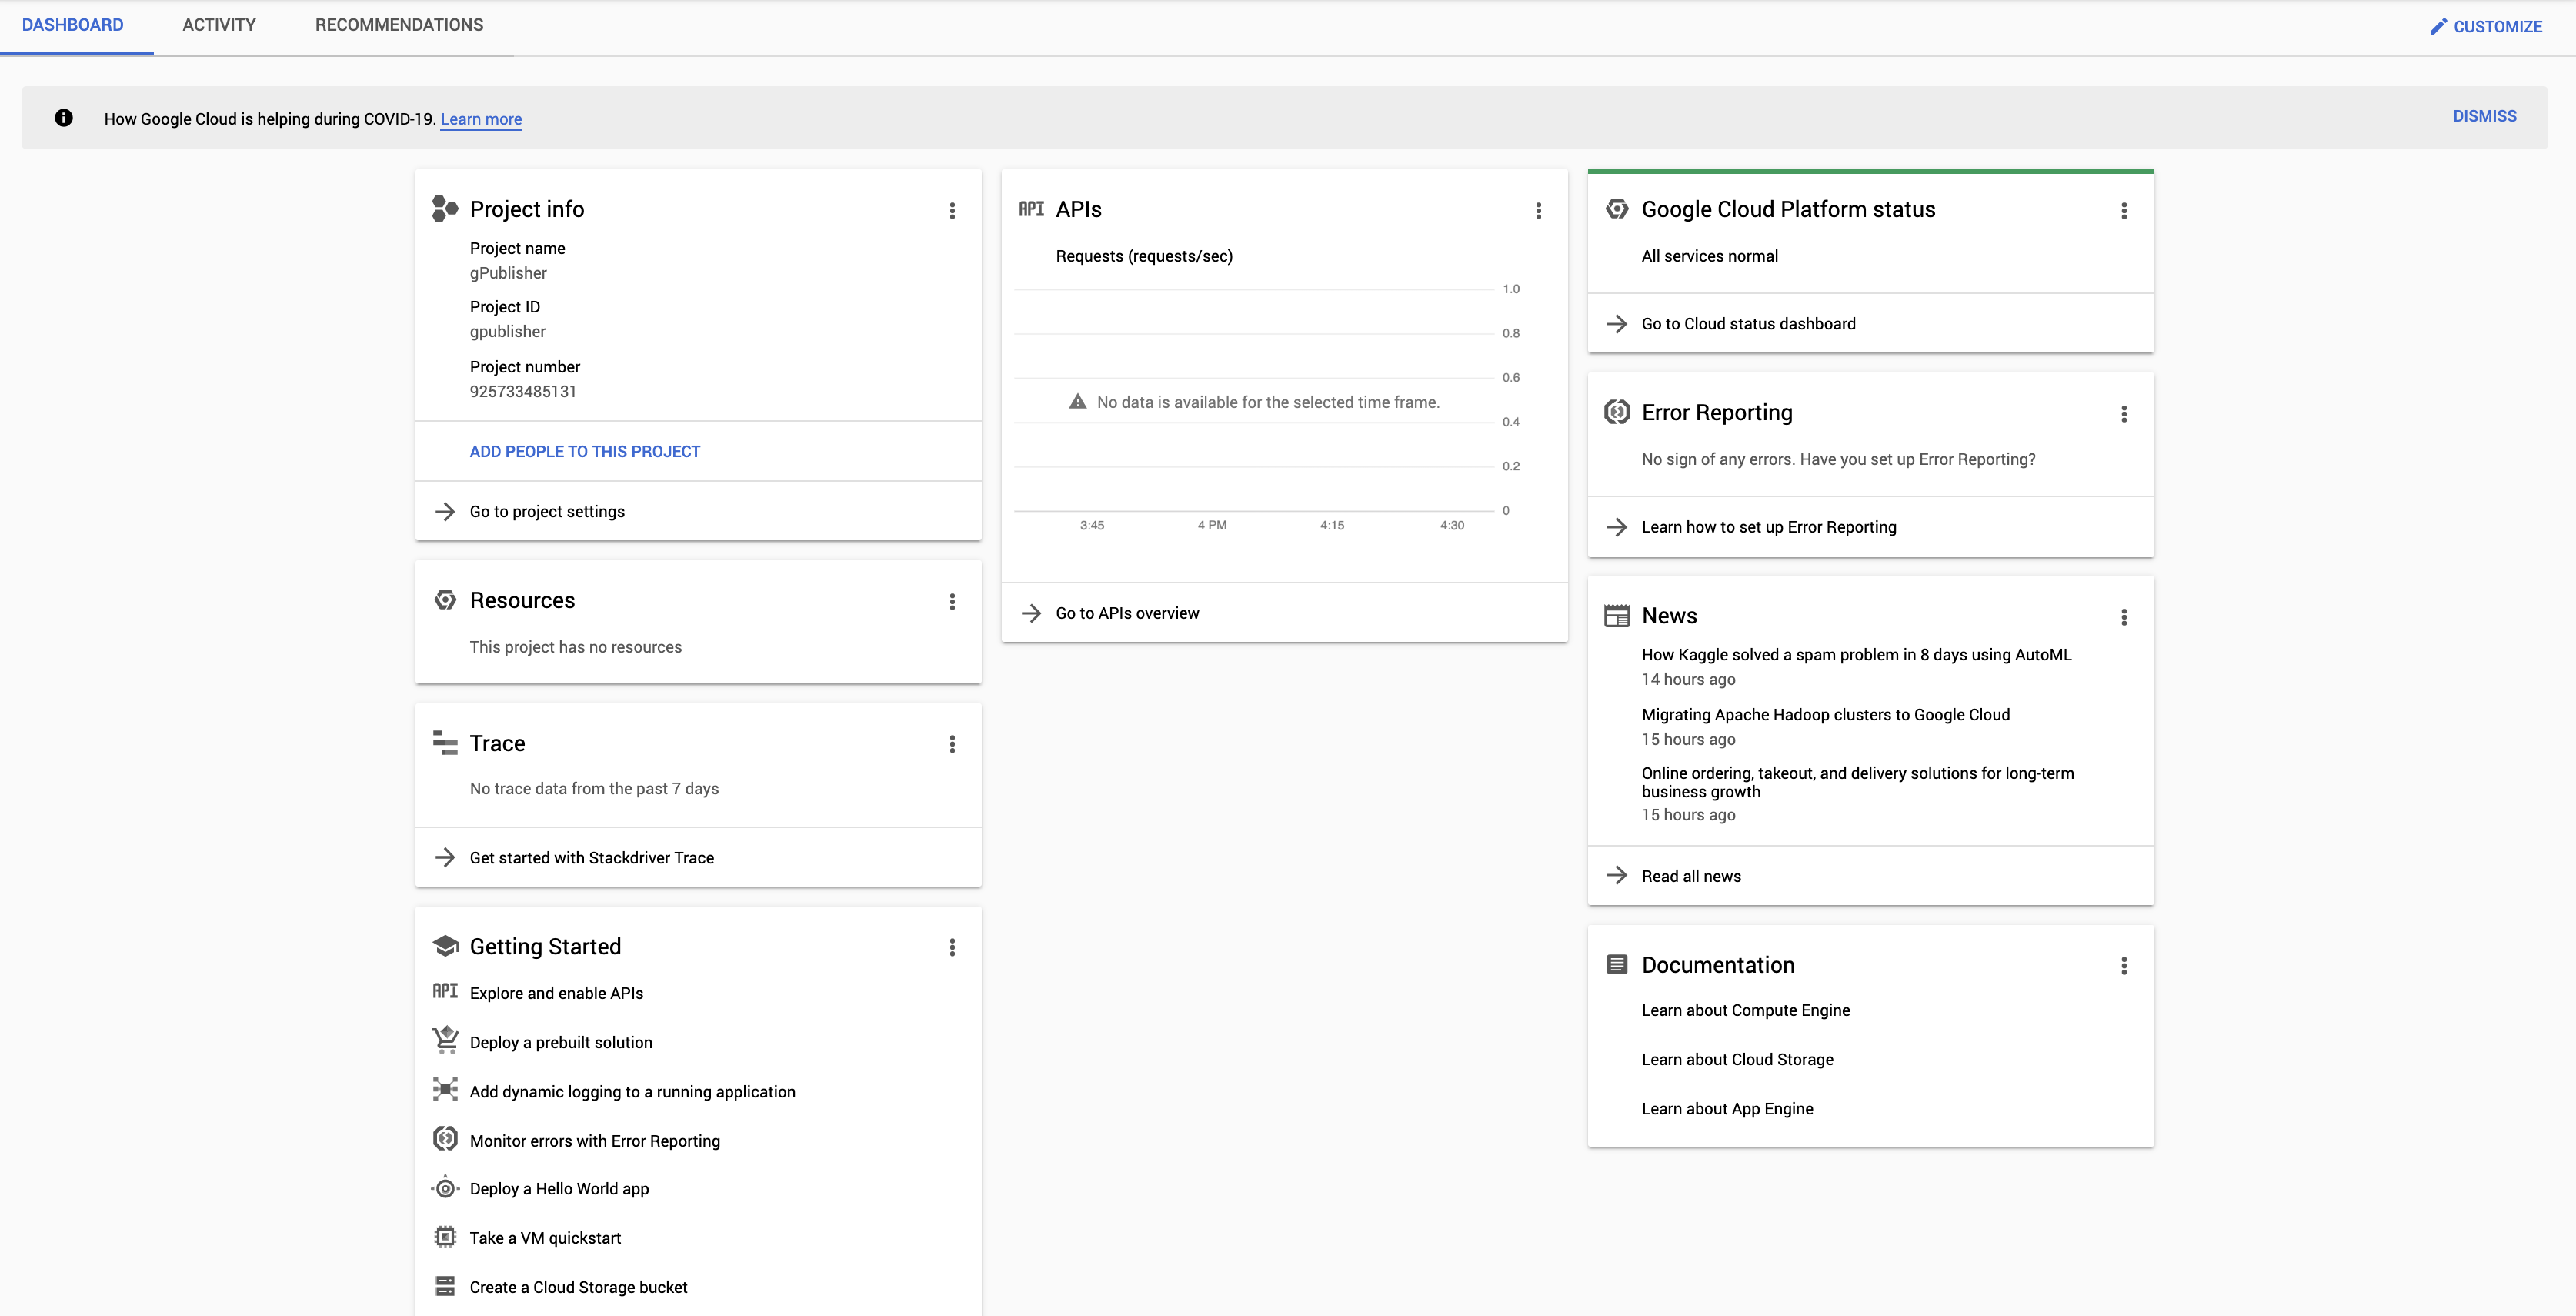 DASHBOARD
ACTIVITY
RECOMMENDATIONS
CUSTOMIZE
How Google Cloud is helping during COVID-19. Learn more
DISMISS
Project info
Project name
gPublisher
Project ID
gpublisher
Project number
925733485131
ADD PEOPLE TO THIS PROJECT
Go to project settings
Resources
This project has no resources
Trace
No trace data from the past 7 days
Get started with Stackdriver Trace
Getting Started
API Explore and enable APIs
Deploy a prebuilt solution
Add dynamic logging to a running application
Monitor errors with Error Reporting
Deploy a Hello World app
Take a VM quickstart
Create a Cloud Storage bucket
API APIs
Requests (requests/sec)
1.0
0.8
0.6
No data is available for the selected time frame.
0.4
0.2
0
3:45 4 PM 4:15 4:30
Go to APIs overview
Google Cloud Platform status
All services normal
Go to Cloud status dashboard
Error Reporting
No sign of any errors. Have you set up Error Reporting?
Learn how to set up Error Reporting
News
How Kaggle solved a spam problem in 8 days using AutoML
14 hours ago
Migrating Apache Hadoop clusters to Google Cloud
15 hours ago
Online ordering, takeout, and delivery solutions for long-term
business growth
15 hours ago
Read all news
Documentation
Learn about Compute Engine
Learn about Cloud Storage
Learn about App Engine